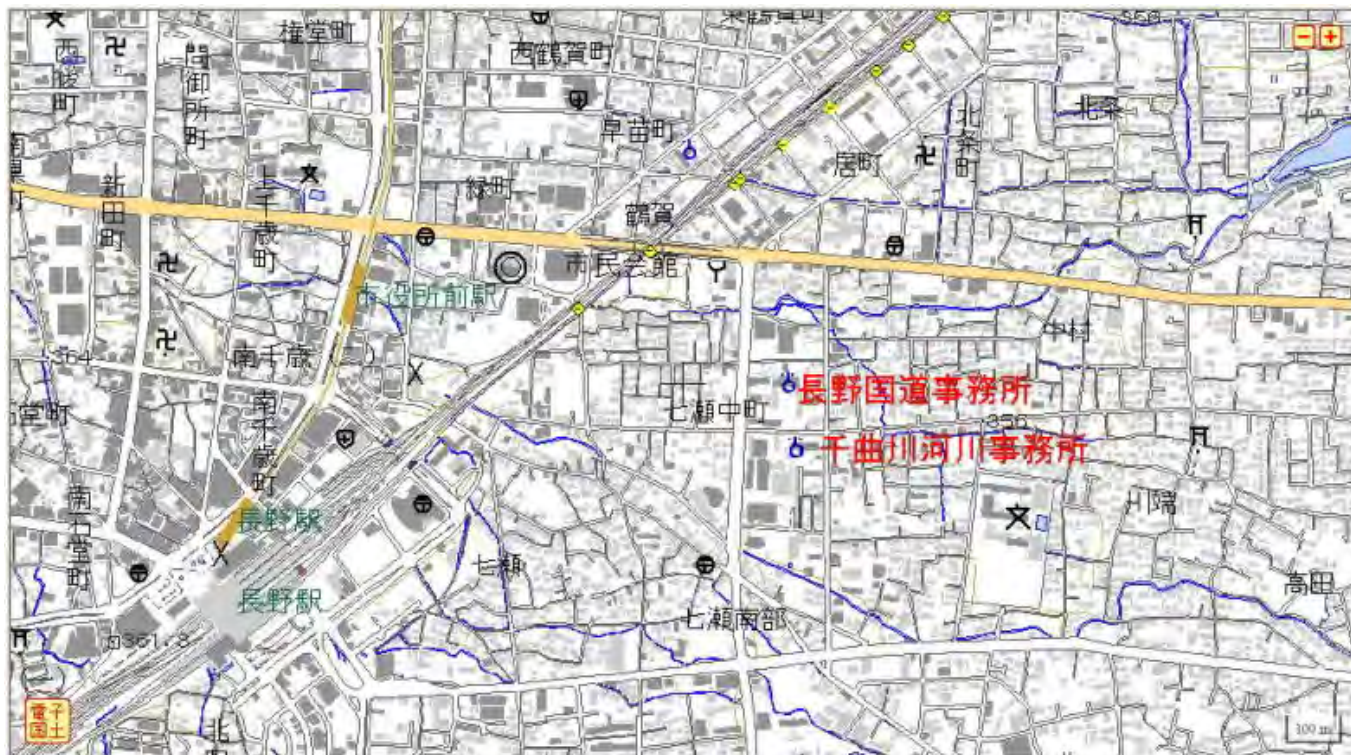 権堂町
東鶴賀町
358
西鶴賀町
問御所町
早苗町
北条
北条町
居町
緑町
鶴賀
新田町
上千歳町
市民会館
市役所前駅
中村
364
南千歳
長野国道事務所
七瀬中町
356
南千歳町
千曲川河川事務所
川端
南石堂町
長野駅
七瀬
高田
長野駅
七瀬南部
361.8
電子
国土
100 m